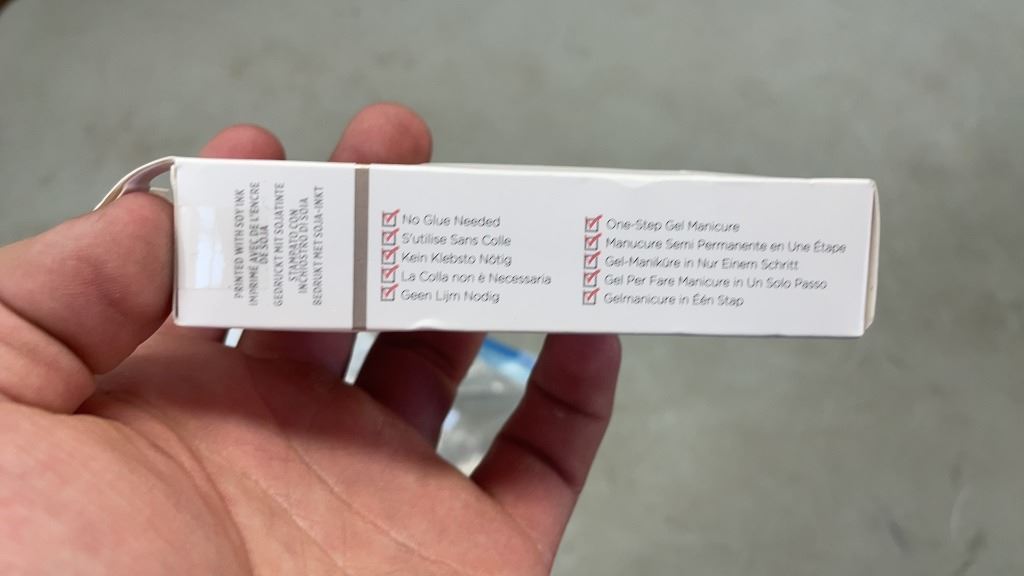 PRINTED WITH SOY INK
IMPRIMÉ AVEC DE L'ENCRE
DE SOJA
GEDRUCKT MIT SOJATINTE
STAMPATO CON
INCHIOSTRO DI SOIA
BEDRUKT MET SOJA-INKT
No Glue Needed
S'utilise Sans Colle
Kein Klebsto Nötig
La Colla non è Necessaria
Geen Lijm Nodig
One-Step Gel Manicure
Manucure Semi Permanente en Une Étape
Gel-Maniküre in Nur Einem Schritt
Gel Per Fare Manicure in Un Solo Passo
Gelmanicure in Één Stap